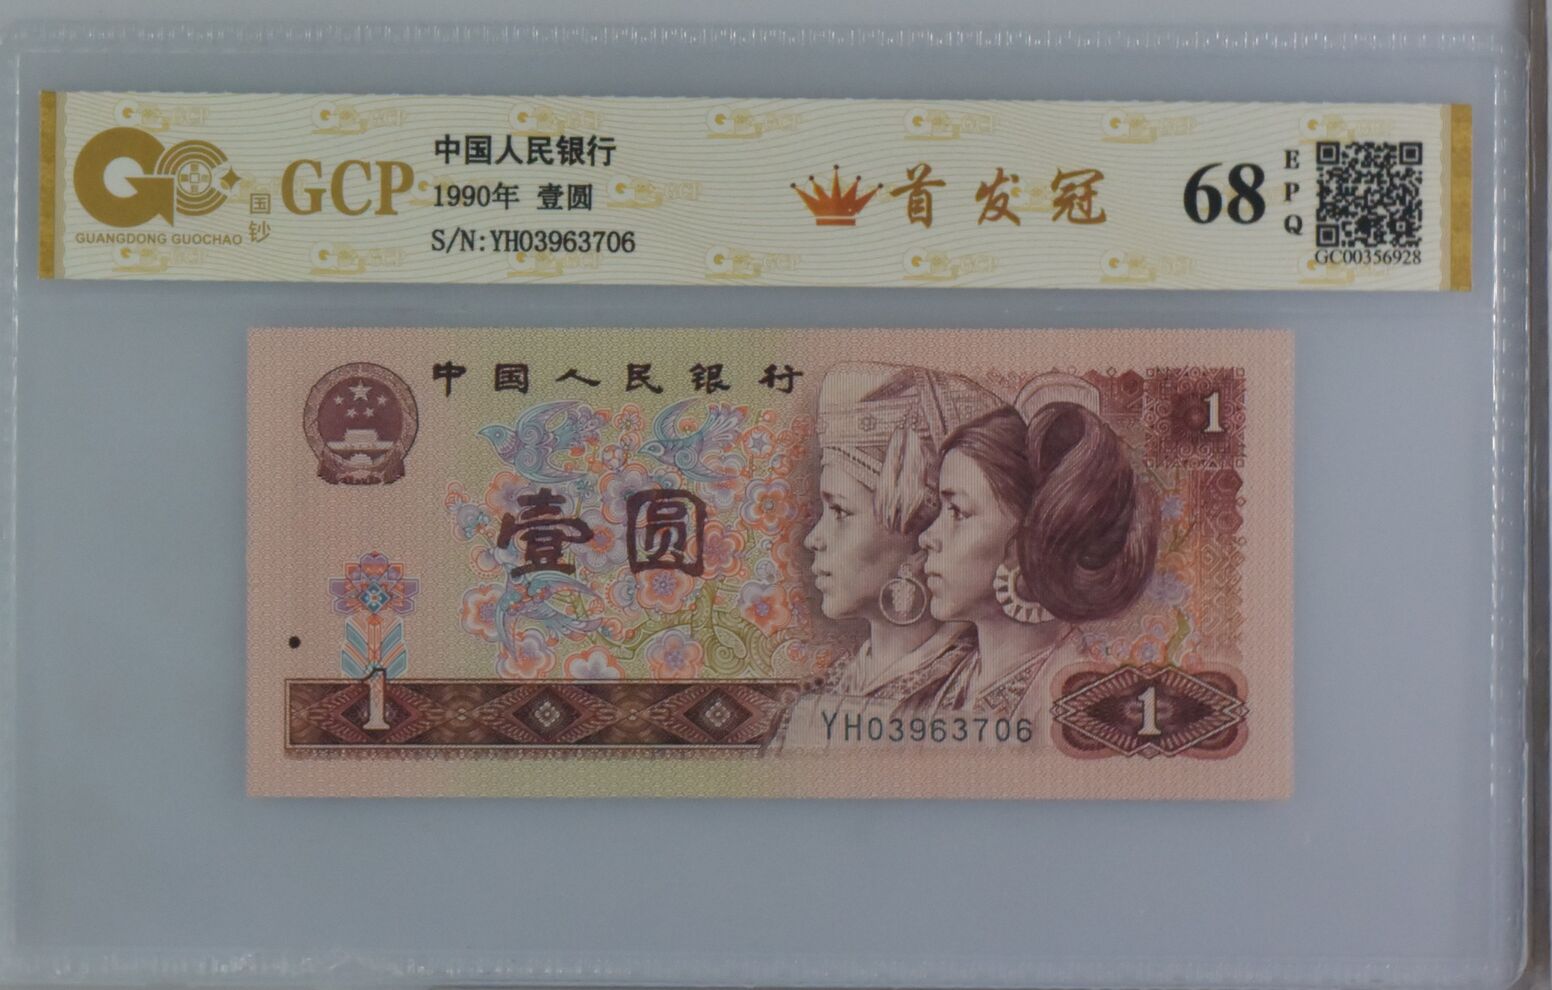 GCP
国钞
GUANGDONG GUOCHAO
中国人民银行
1990年 壹圆
S/N:YH03963706
首发冠
68
EPQ
GC00356928
中国人民银行
1
壹圆
1
YH03963706
1